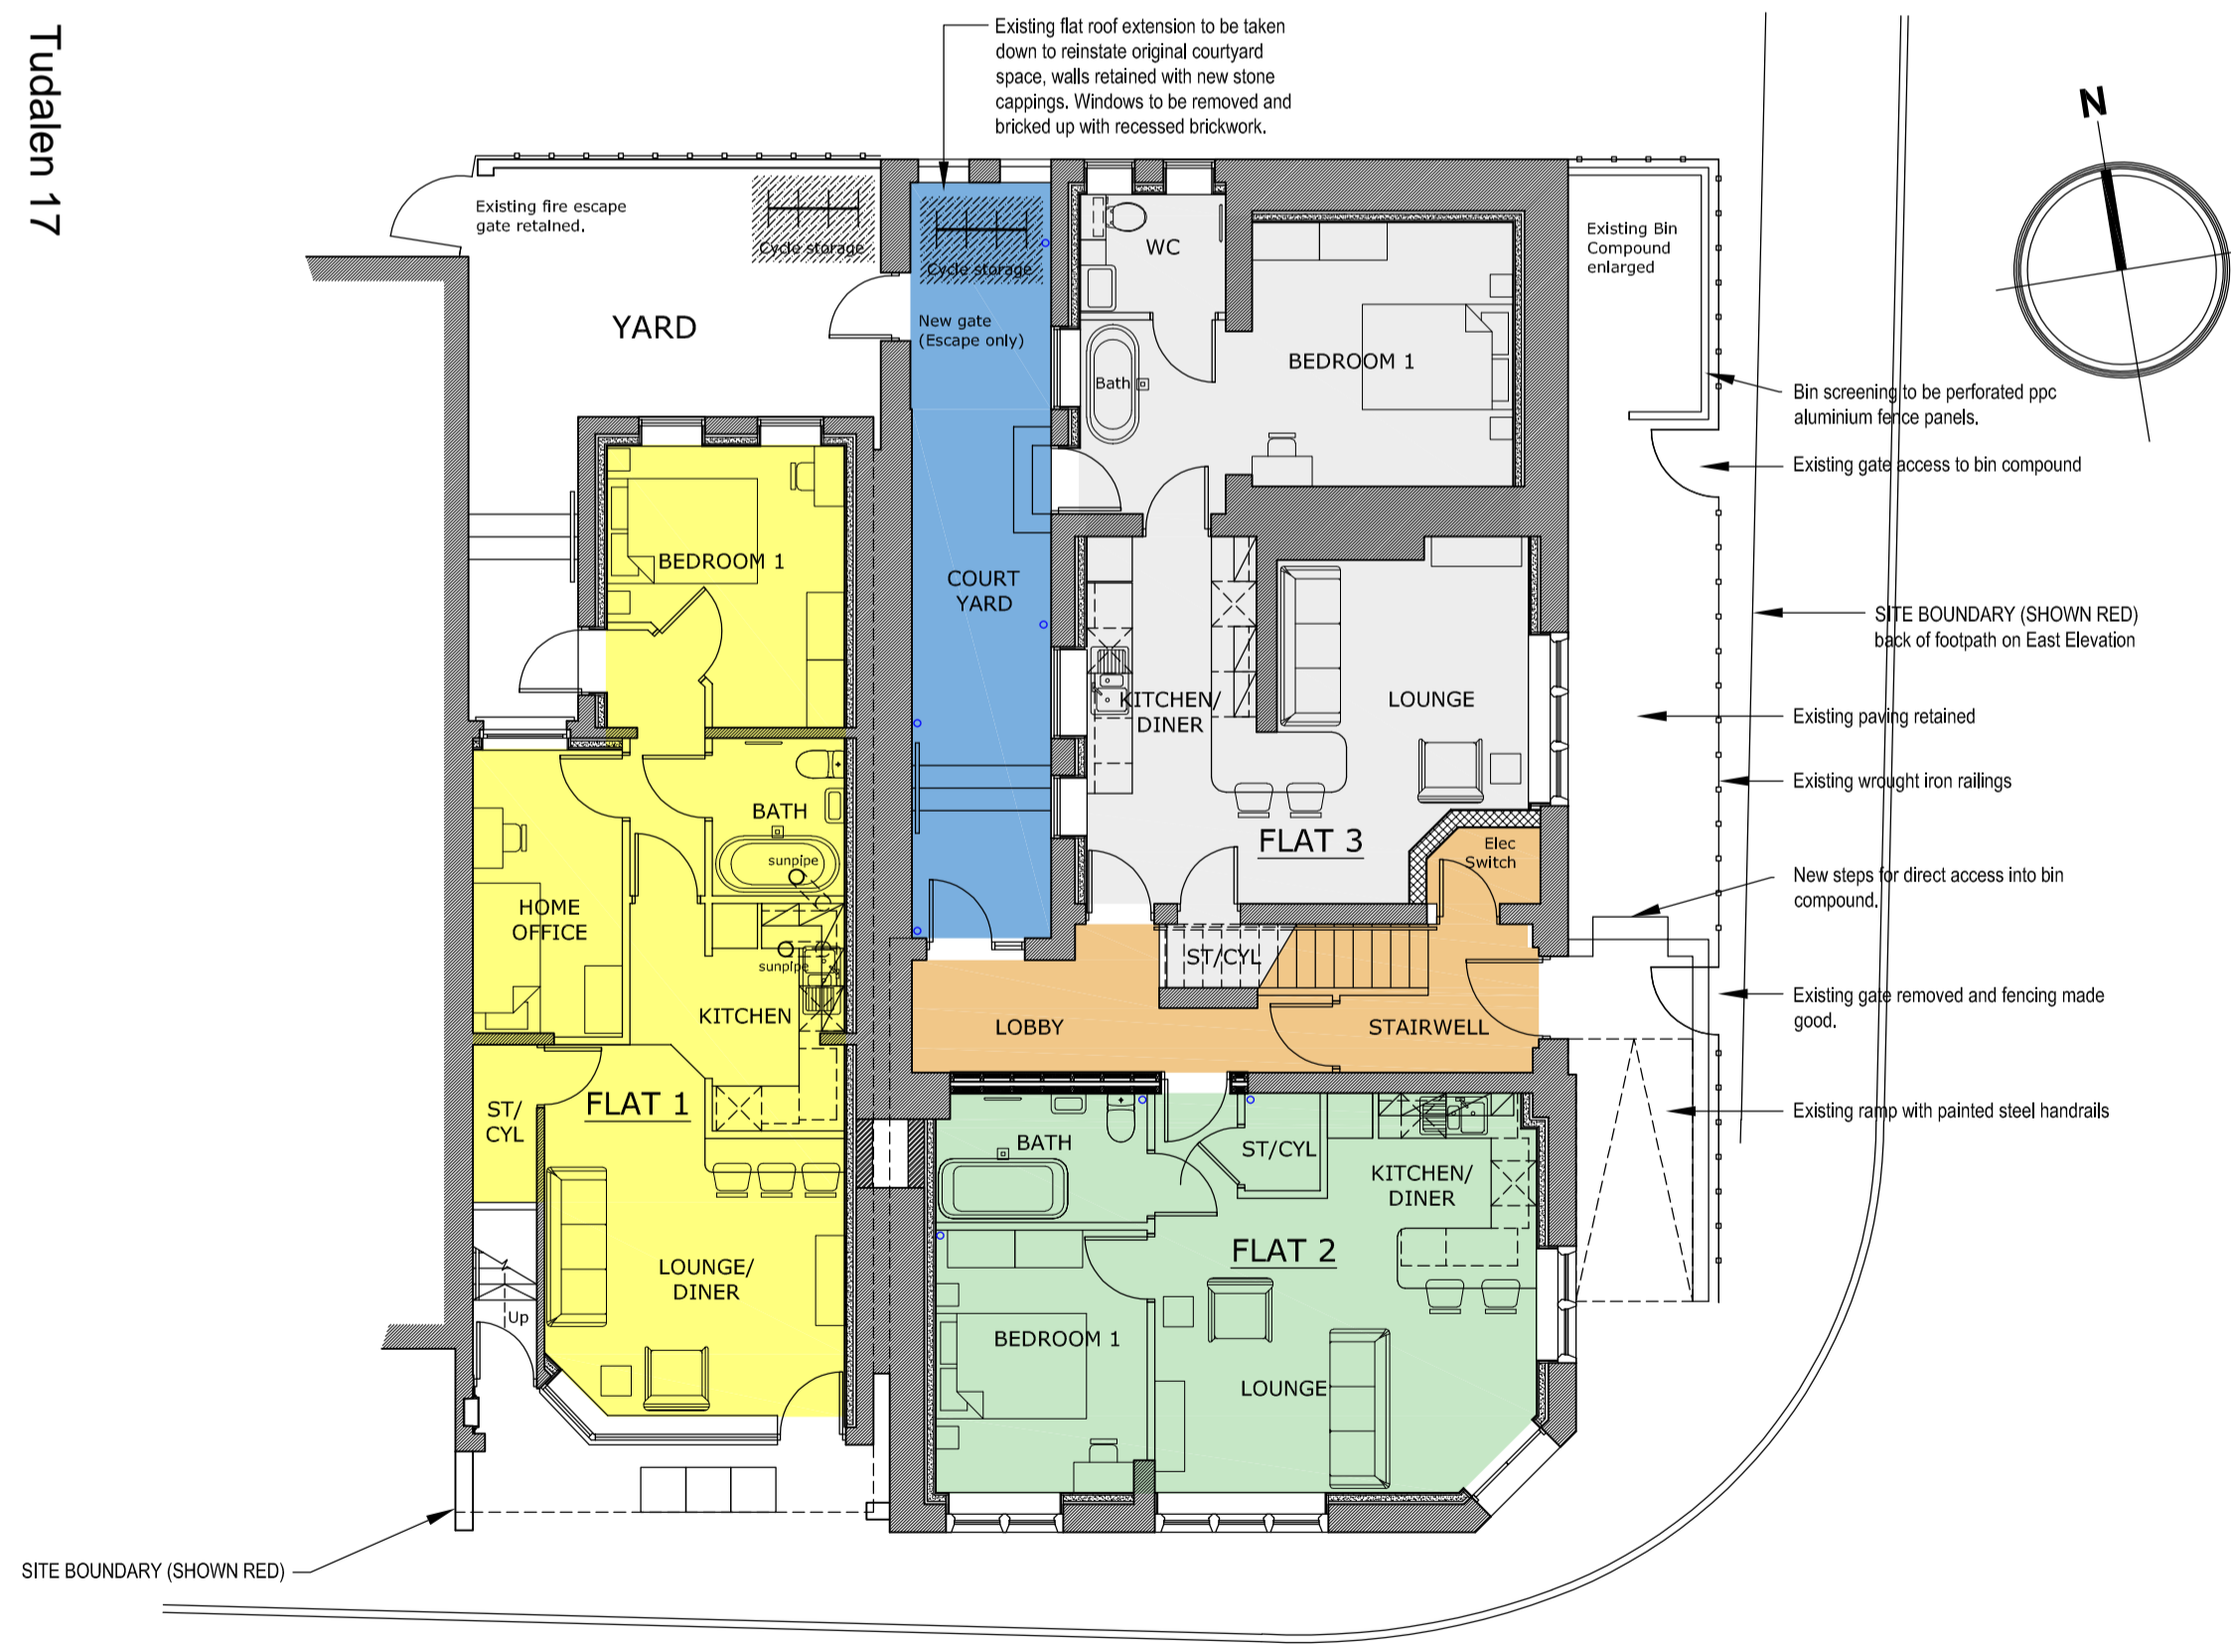 Tudalen 17
Existing flat roof extension to be taken
down to reinstate original courtyard
space, walls retained with new stone
cappings. Windows to be removed and
bricked up with recessed brickwork.
N
Existing fire escape
gate retained.
Cycle storage
Cycle storage
YARD
New gate
(Escape only)
WC
Bath
BEDROOM 1
Existing Bin
Compound
enlarged
Bin screening to be perforated ppc
aluminium fence panels.
Existing gate access to bin compound
BEDROOM 1
COURT
YARD
SITE BOUNDARY (SHOWN RED)
back of footpath on East Elevation
KITCHEN/
DINER
LOUNGE
Existing paving retained
Existing wrought iron railings
BATH
sunpipe
FLAT 3
Elec
Switch
New steps for direct access into bin
compound.
HOME
OFFICE
sunpipe
ST/CYL
KITCHEN
LOBBY
STAIRWELL
Existing gate removed and fencing made
good.
ST/
CYL
FLAT 1
BATH
ST/CYL
KITCHEN/
DINER
Existing ramp with painted steel handrails
LOUNGE/
DINER
Up
FLAT 2
BEDROOM 1
LOUNGE
SITE BOUNDARY (SHOWN RED)